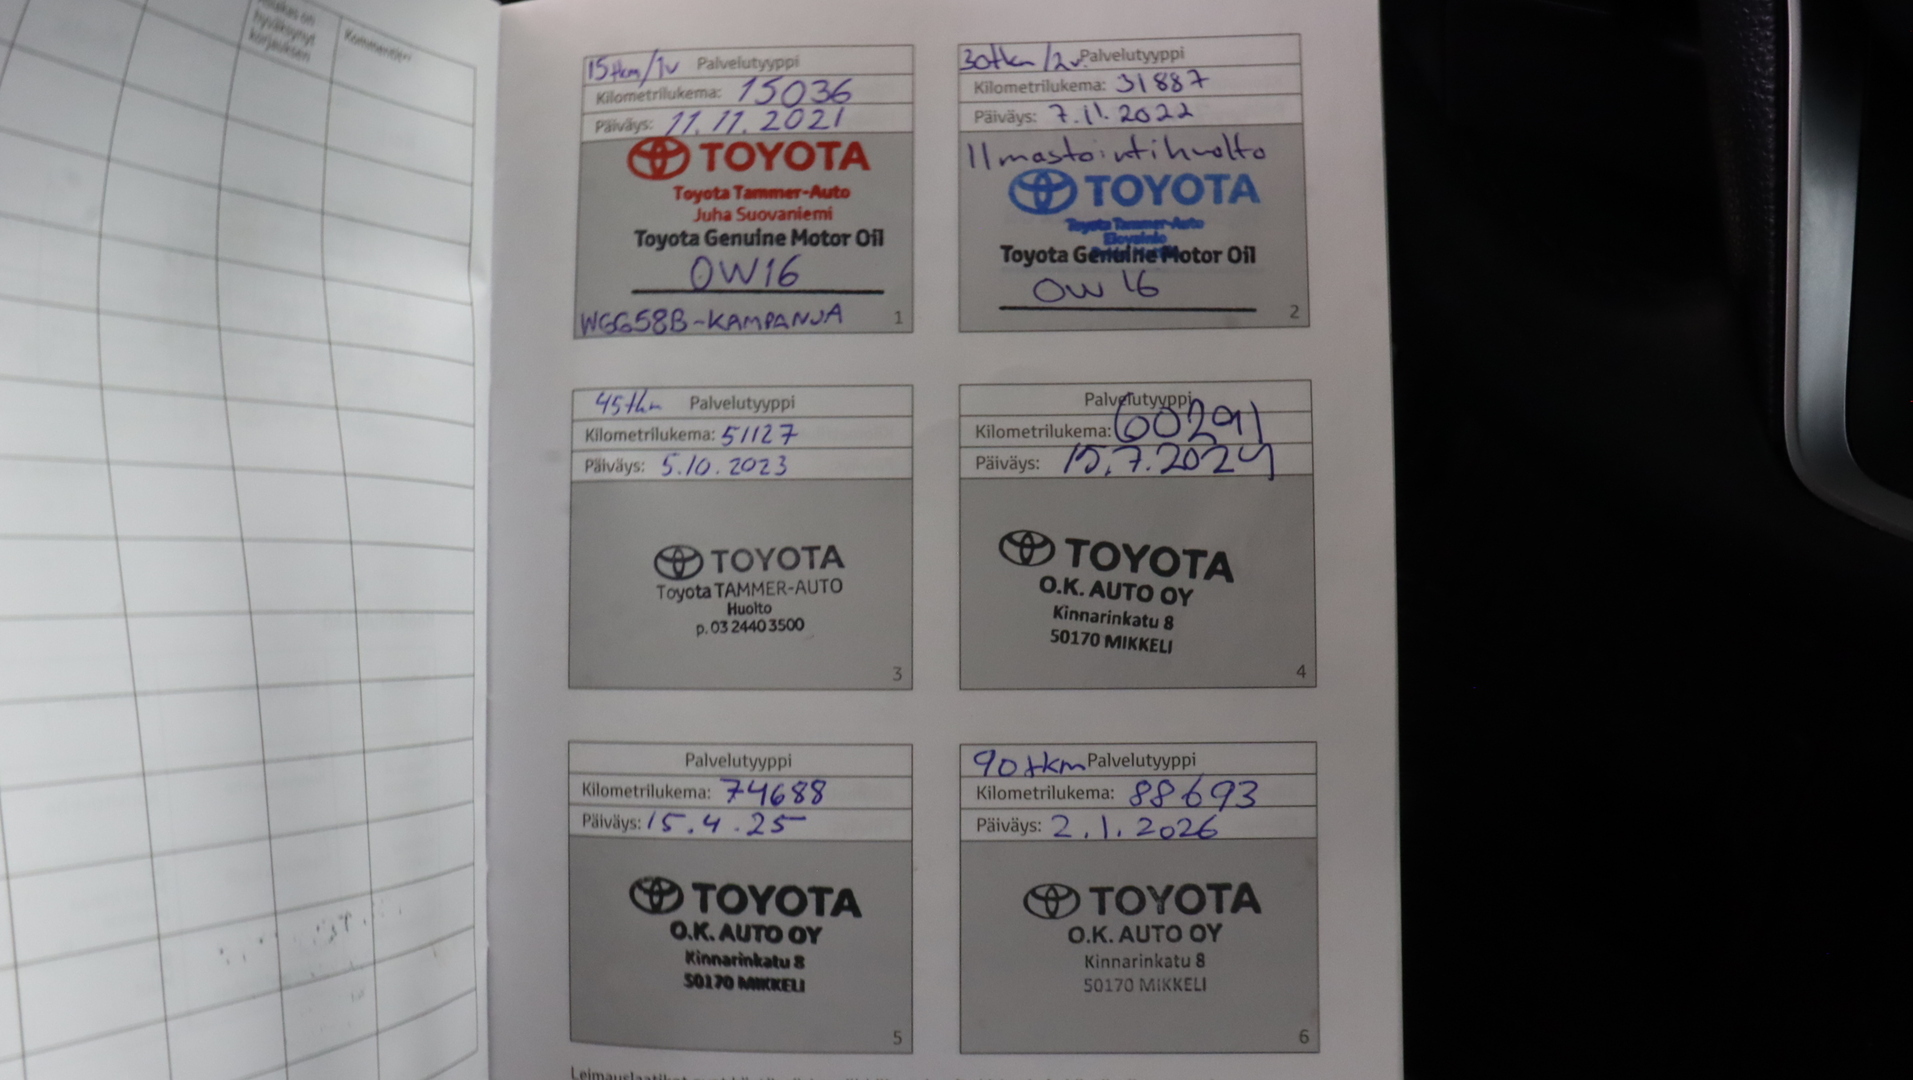 hyväksynyt
korjauksen
Kommentteri
15tkm/1v Palvelutyyppi
Kilometrilukema: 15036
Päiväys: 11.11.2021
TOYOTA
Toyota Tammer-Auto
Juha Suovaniemi
Toyota Genuine Motor Oil
0W16
WGG58B-KAMPANJA
1
30tkm/2v. Palvelutyyppi
Kilometrilukema: 31887
Päiväys: 7.11.2022
Ilmastointihuolto
TOYOTA
Toyota Tammer-Auto
Toyota Genuine Motor Oil
0W16
2
45tkm Palvelutyyppi
Kilometrilukema: 51127
Päiväys: 5.10.2023
TOYOTA
Toyota TAMMER-AUTO
Huolto
p. 03 2440 3500
3
Palvelutyyppi
Kilometrilukema: 60291
Päiväys: 15.7.2024
TOYOTA
O.K. AUTO OY
Kinnarinkatu 8
50170 MIKKELI
4
Palvelutyyppi
Kilometrilukema: 74688
Päiväys: 15.4.25
TOYOTA
O.K. AUTO OY
Kinnarinkatu 8
50170 MIKKELI
5
90tkm Palvelutyyppi
Kilometrilukema: 88693
Päiväys: 2.1.2026
TOYOTA
O.K. AUTO OY
Kinnarinkatu 8
50170 MIKKELI
6